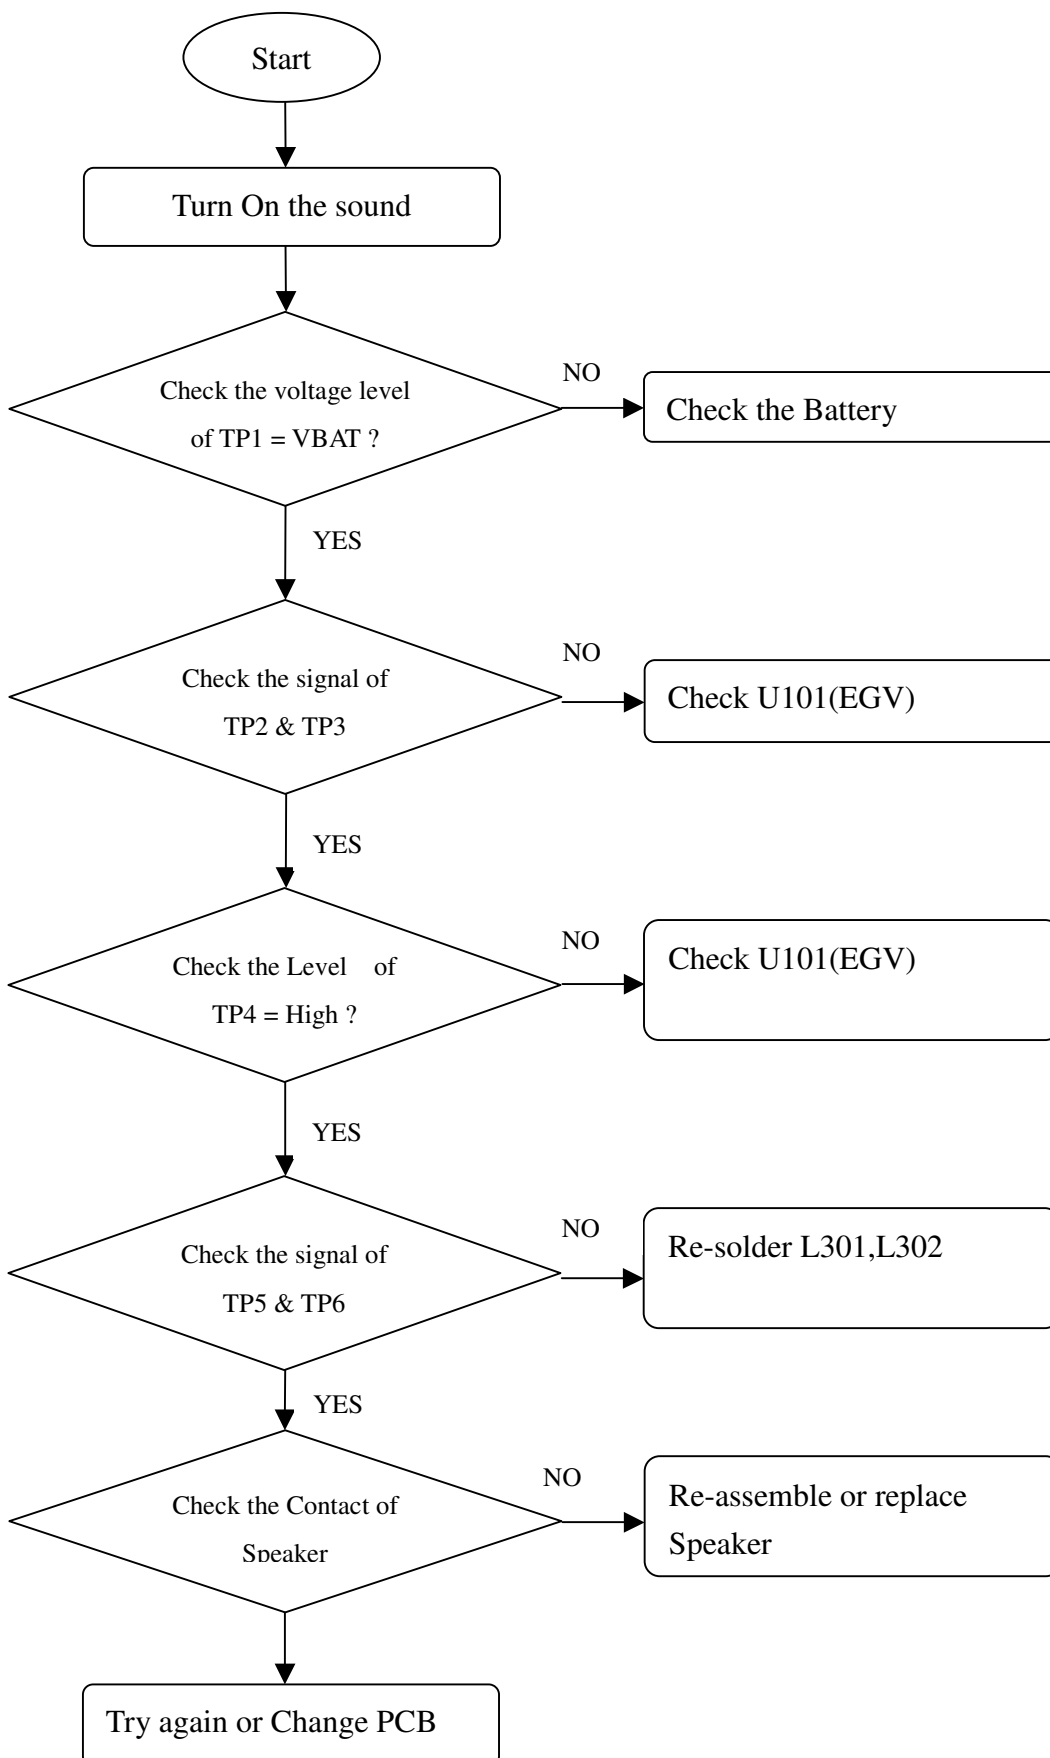 Start
Turn On the sound
Check the voltage level
of TP1 = VBAT ?
NO
Check the Battery
YES
Check the signal of
TP2 & TP3
NO
Check U101(EGV)
YES
Check the Level of
TP4 = High ?
NO
Check U101(EGV)
YES
Check the signal of
TP5 & TP6
NO
Re-solder L301,L302
YES
Check the Contact of
Speaker
NO
Re-assemble or replace
Speaker
Try again or Change PCB